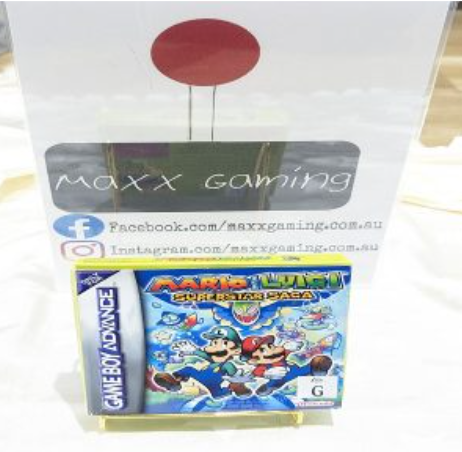 maxx Gaming
Facebook.com/maxxgaming.com.au
Instagram.com/maxxgaming.com.au
MARIO & LUIGI
SUPERSTAR SAGA
GAME BOY ADVANCE
G